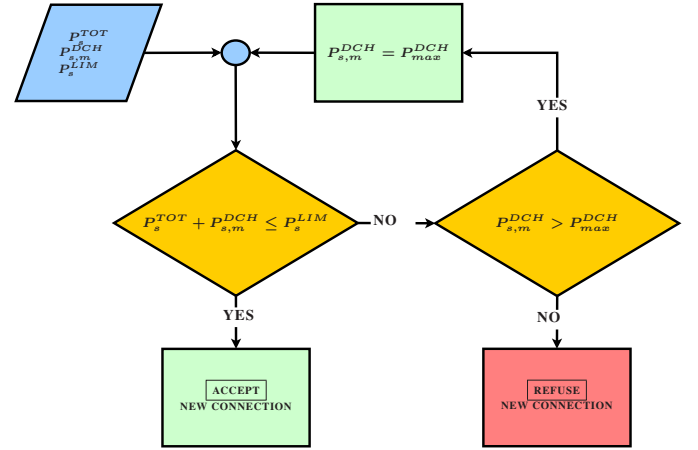 P_s^{TOT}
P_{s,m}^{DCH}
P_s^{LIM}
P_{s,m}^{DCH} = P_{max}^{DCH}
YES
P_s^{TOT} + P_{s,m}^{DCH} ≤ P_s^{LIM}
NO
P_{s,m}^{DCH} > P_{max}^{DCH}
YES
NO
ACCEPT
NEW CONNECTION
REFUSE
NEW CONNECTION